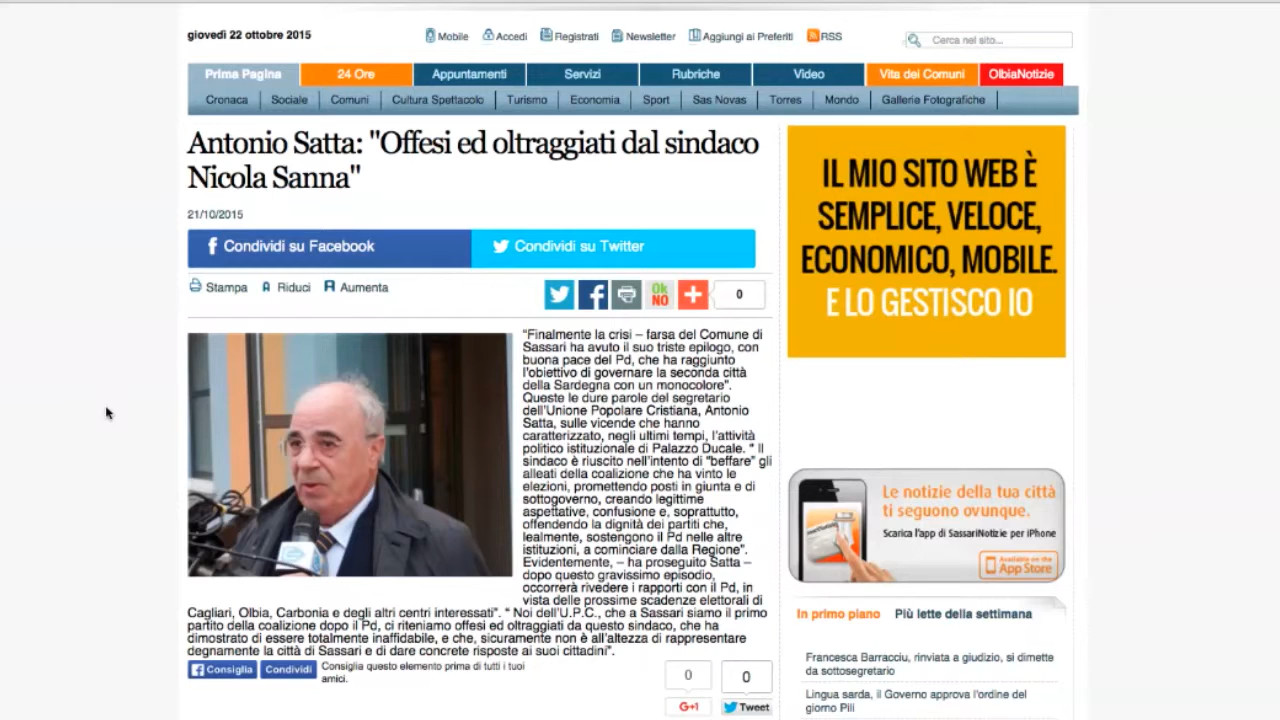 giovedì 22 ottobre 2015
Mobile Accedi Registrati Newsletter Aggiungi ai Preferiti RSS
Cerca nel sito...
Prima Pagina 24 Ore Appuntamenti Servizi Rubriche Video Vita dei Comuni OlbiaNotizie
Cronaca Sociale Comuni Cultura Spettacolo Turismo Economia Sport Sas Novas Torres Mondo Gallerie Fotografiche
Antonio Satta: "Offesi ed oltraggiati dal sindaco
Nicola Sanna"
21/10/2015
Condividi su Facebook Condividi su Twitter
Stampa Riduci Aumenta
Ok
NO
0
"Finalmente la crisi – farsa del Comune di
Sassari ha avuto il suo triste epilogo, con
buona pace del Pd, che ha raggiunto
l'obiettivo di governare la seconda città
della Sardegna con un monocolore".
Queste le dure parole del segretario
dell'Unione Popolare Cristiana, Antonio
Satta, sulle vicende che hanno
caratterizzato, negli ultimi tempi, l'attività
politico istituzionale di Palazzo Ducale. " Il
sindaco è riuscito nell'intento di "beffare" gli
alleati della coalizione che ha vinto le
elezioni, promettendo posti in giunta e di
sottogoverno, creando legittime
aspettative, confusione e, soprattutto,
offendendo la dignità dei partiti che,
lealmente, sostengono il Pd nelle altre
istituzioni, a cominciare dalla Regione".
Evidentemente, – ha proseguito Satta –
dopo questo gravissimo episodio,
occorrerà rivedere i rapporti con il Pd, in
vista delle prossime scadenze elettorali di
Cagliari, Olbia, Carbonia e degli altri centri interessati". " Noi dell'U.P.C., che a Sassari siamo il primo
partito della coalizione dopo il Pd, ci riteniamo offesi ed oltraggiati da questo sindaco, che ha
dimostrato di essere totalmente inaffidabile, e che, sicuramente non è all'altezza di rappresentare
degnamente la città di Sassari e di dare concrete risposte ai suoi cittadini".
Consiglia Condividi Consiglia questo elemento prima di tutti i tuoi
amici.
0 0
G+1 Tweet
IL MIO SITO WEB È
SEMPLICE, VELOCE,
ECONOMICO, MOBILE.
E LO GESTISCO IO
Le notizie della tua città
ti seguono ovunque.
Scarica l'app di SassariNotizie per iPhone
Available on the
App Store
In primo piano Più lette della settimana
Francesca Barracciu, rinviata a giudizio, si dimette
da sottosegretario
Lingua sarda, il Governo approva l'ordine del
giorno Pili